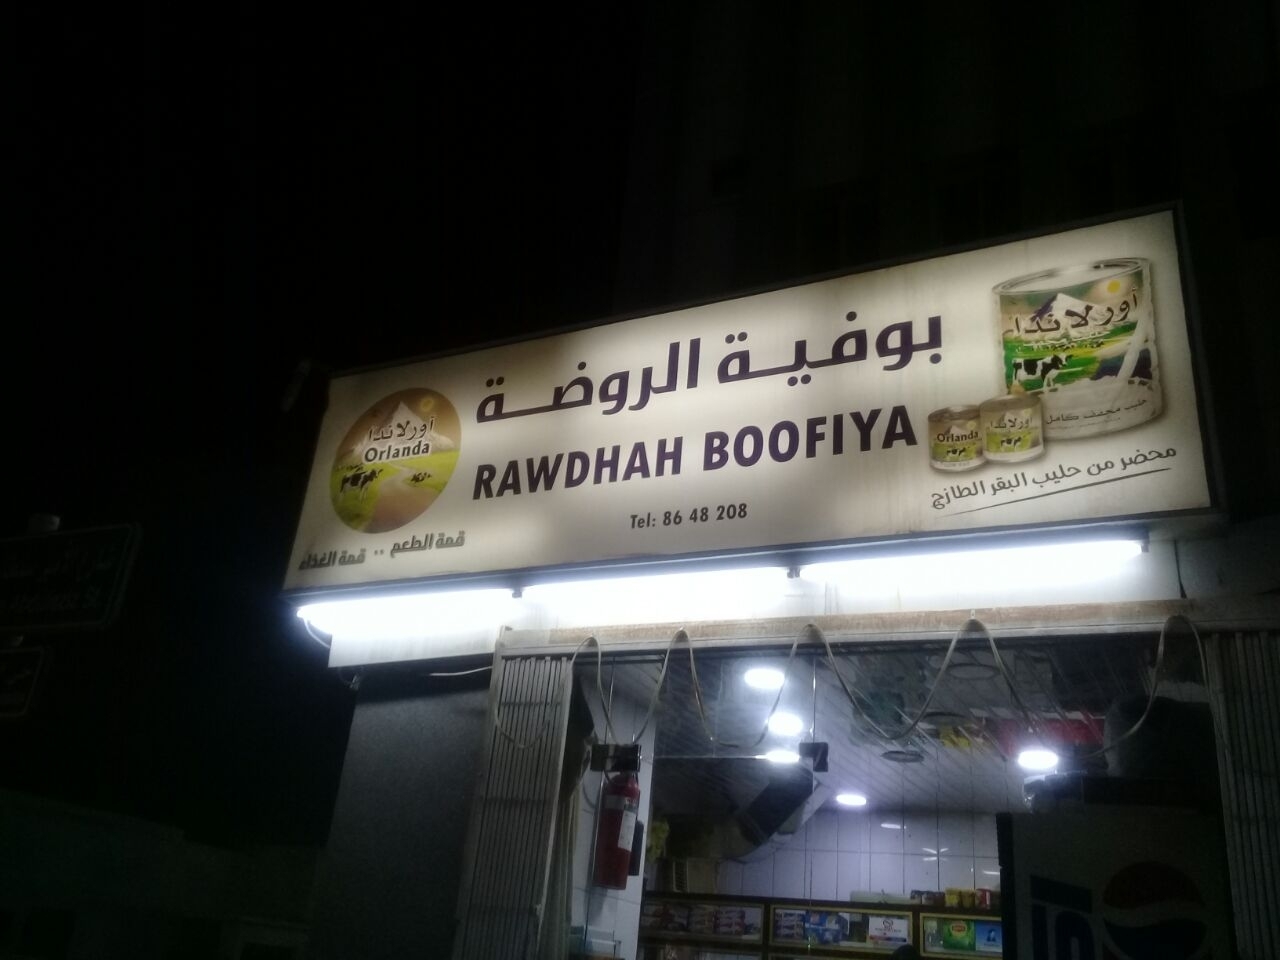 بوفية الروضة
RAWDHAH BOOFIYA
Tel: 86 48 208
أورلاندا
Orlanda
قمة الطعم .. قمة الغذاء
أورلاندا
حليب مجفف كامل
Orlanda
أورلاندا
محضر من حليب البقر الطازج